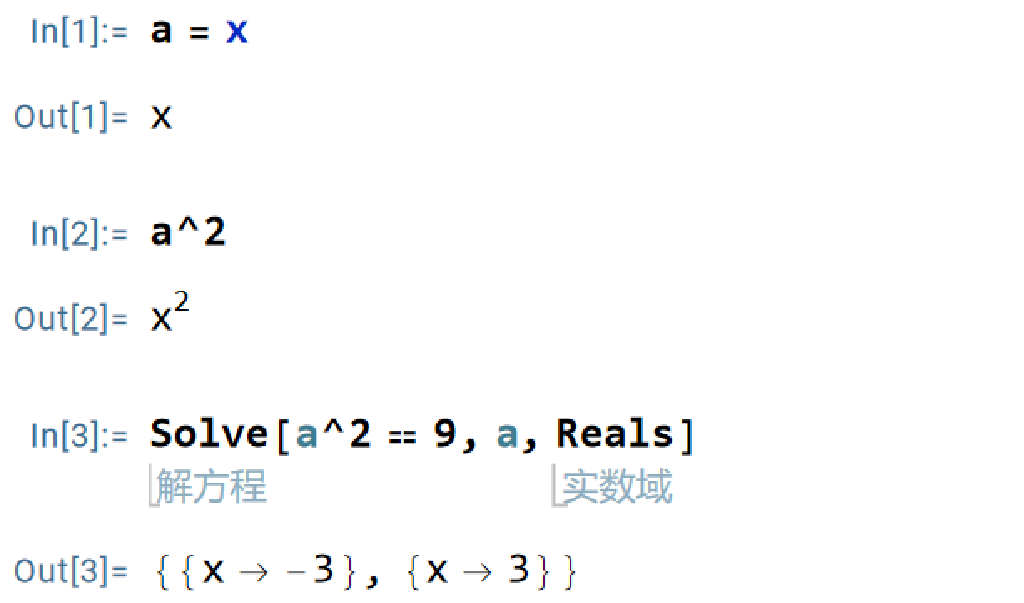 In[1]:= a = x
Out[1]= x
In[2]:= a^2
Out[2]= x²
In[3]:= Solve[a^2 == 9, a, Reals]
解方程 实数域
Out[3]= {{x → -3}, {x → 3}}